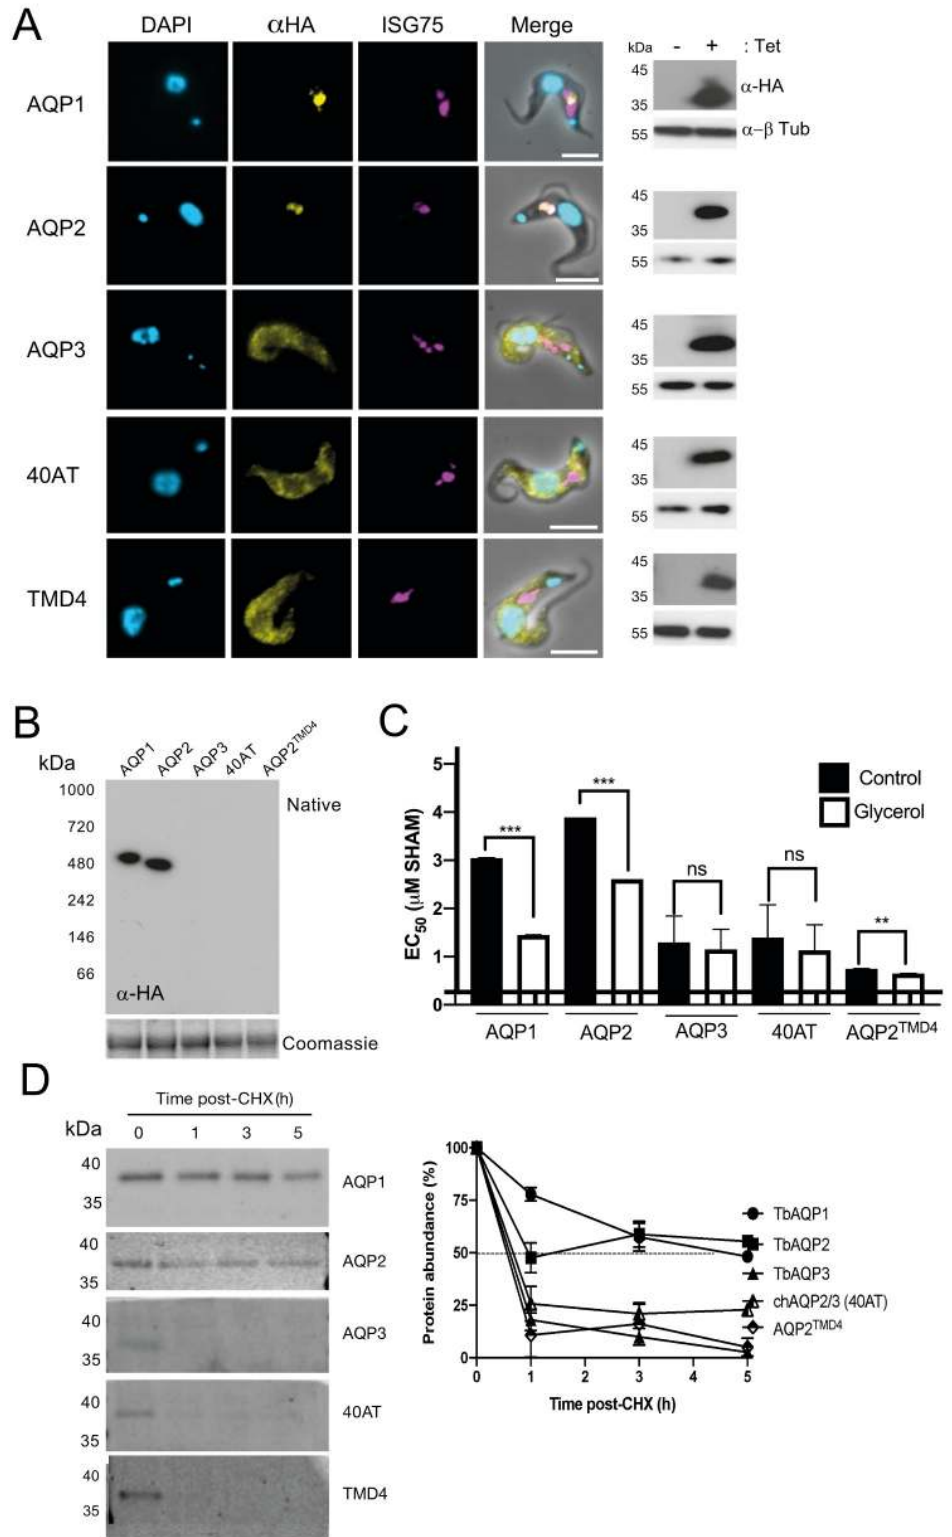 A
DAPI αHA ISG75 Merge
kDa - + : Tet
AQP1
45
35
α-HA
55
α-β Tub
AQP2
45
35
55
AQP3
45
35
55
40AT
45
35
55
TMD4
45
35
55
B
kDa
AQP1 AQP2 AQP3 40AT AQP2TMD4
1000
720
480
242
146
66
Native
α-HA
Coomassie
C
EC50 (μM SHAM)
5
4
3
2
1
0
*** *** ns ns **
Control
Glycerol
AQP1 AQP2 AQP3 40AT AQP2TMD4
D
Time post-CHX (h)
kDa 0 1 3 5
40
35
AQP1
40
35
AQP2
40
35
AQP3
40
35
40AT
40
35
TMD4
Protein abundance (%)
100
75
50
25
0
0 1 2 3 4 5
Time post-CHX (h)
TbAQP1
TbAQP2
TbAQP3
chAQP2/3 (40AT)
AQP2TMD4